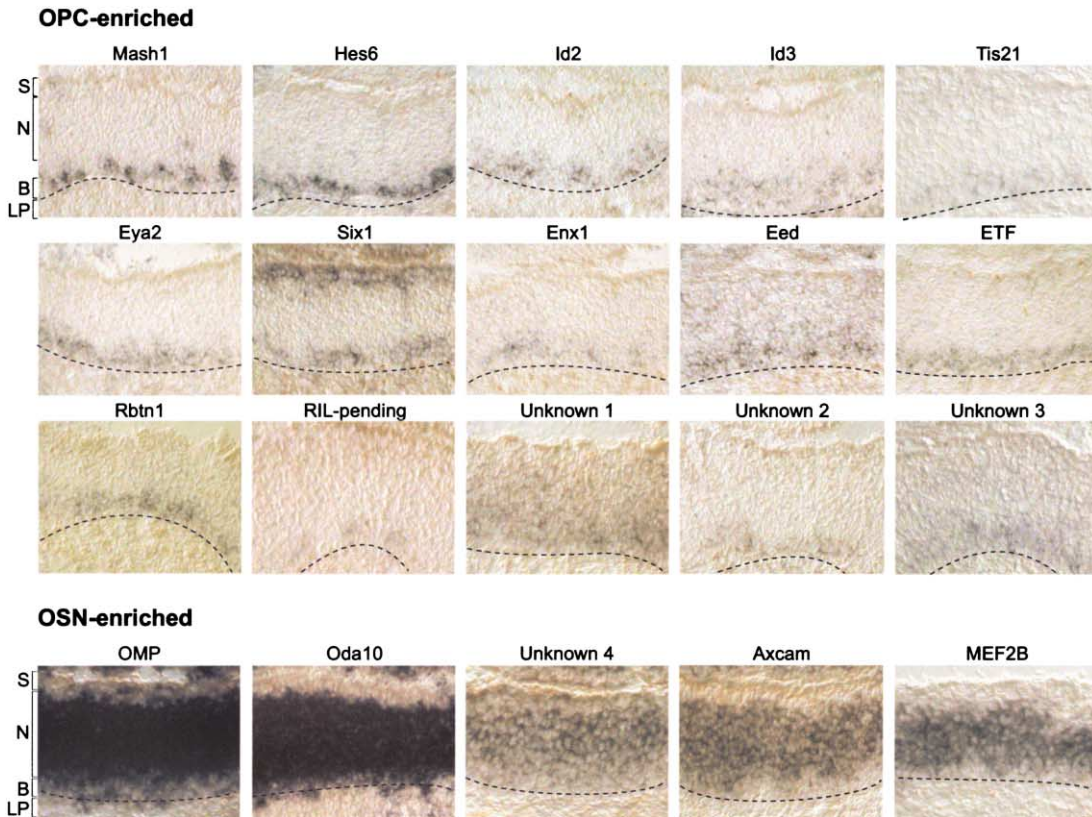 OPC-enriched
Mash1 Hes6 Id2 Id3 Tis21
S
N
B
LP
Eya2 Six1 Enx1 Eed ETF
Rbtn1 RIL-pending Unknown 1 Unknown 2 Unknown 3
OSN-enriched
OMP Oda10 Unknown 4 Axcam MEF2B
S
N
B
LP